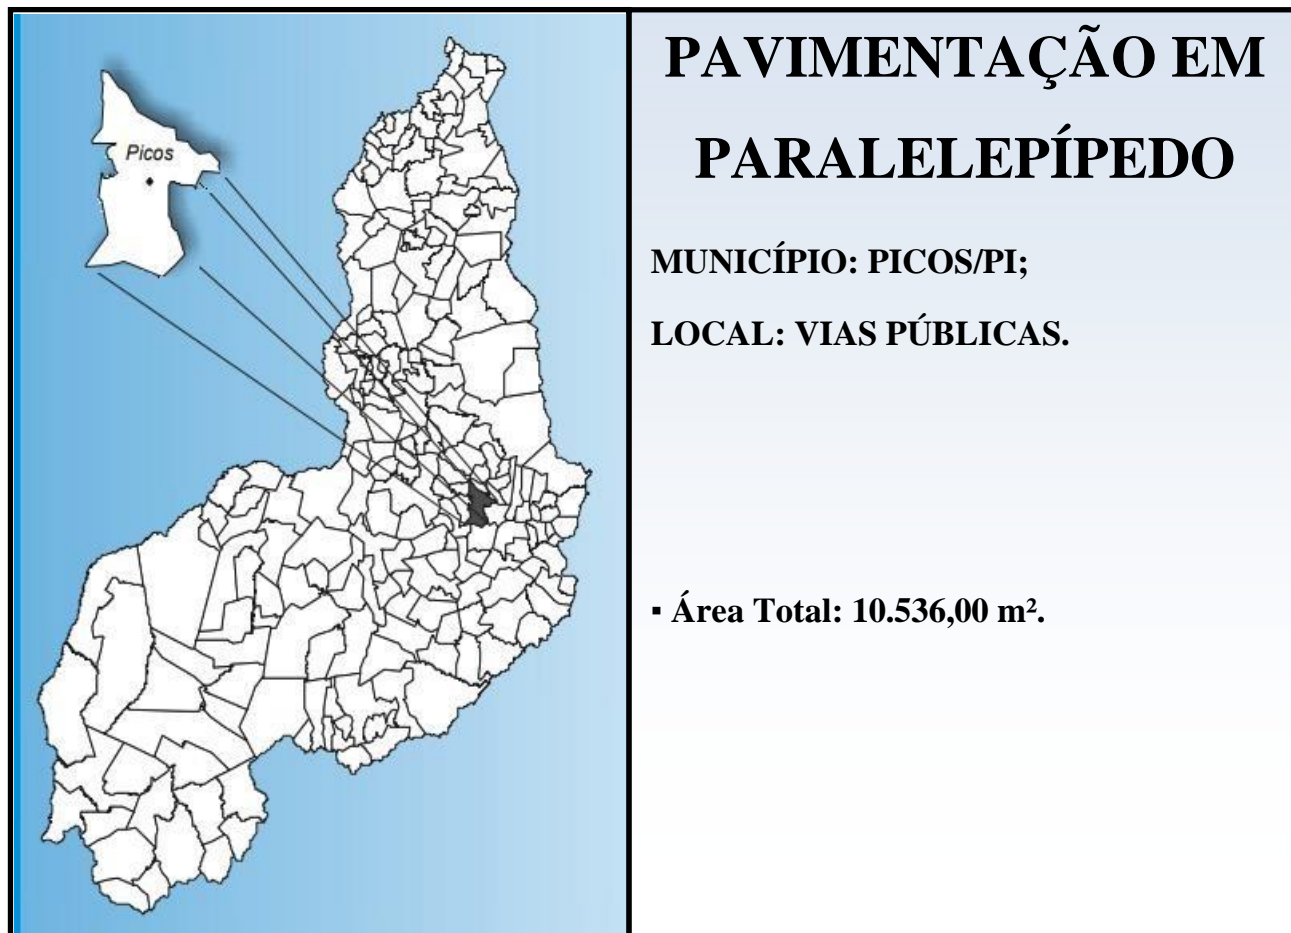 Picos
PAVIMENTAÇÃO EM
PARALELEPÍPEDO
MUNICÍPIO: PICOS/PI;
LOCAL: VIAS PÚBLICAS.
▪ Área Total: 10.536,00 m².